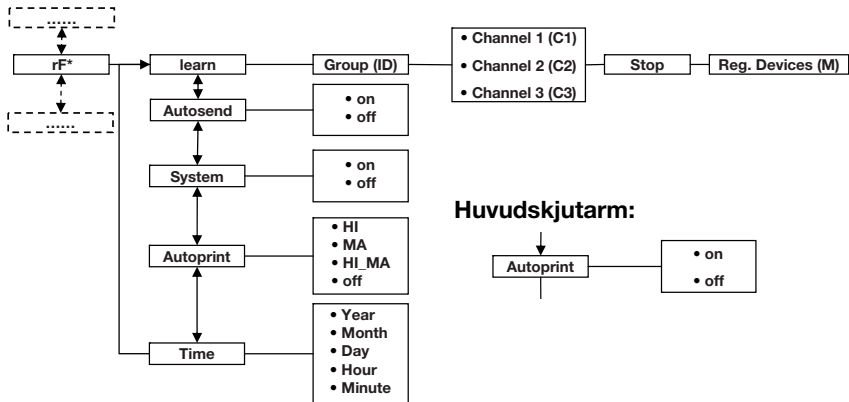 ......
rF*
......
learn
Group (ID)
• Channel 1 (C1)
• Channel 2 (C2)
• Channel 3 (C3)
Stop
Reg. Devices (M)
Autosend
• on
• off
System
• on
• off
Autoprint
• HI
• MA
• HI_MA
• off
Time
• Year
• Month
• Day
• Hour
• Minute
Huvudskjutarm:
Autoprint
• on
• off